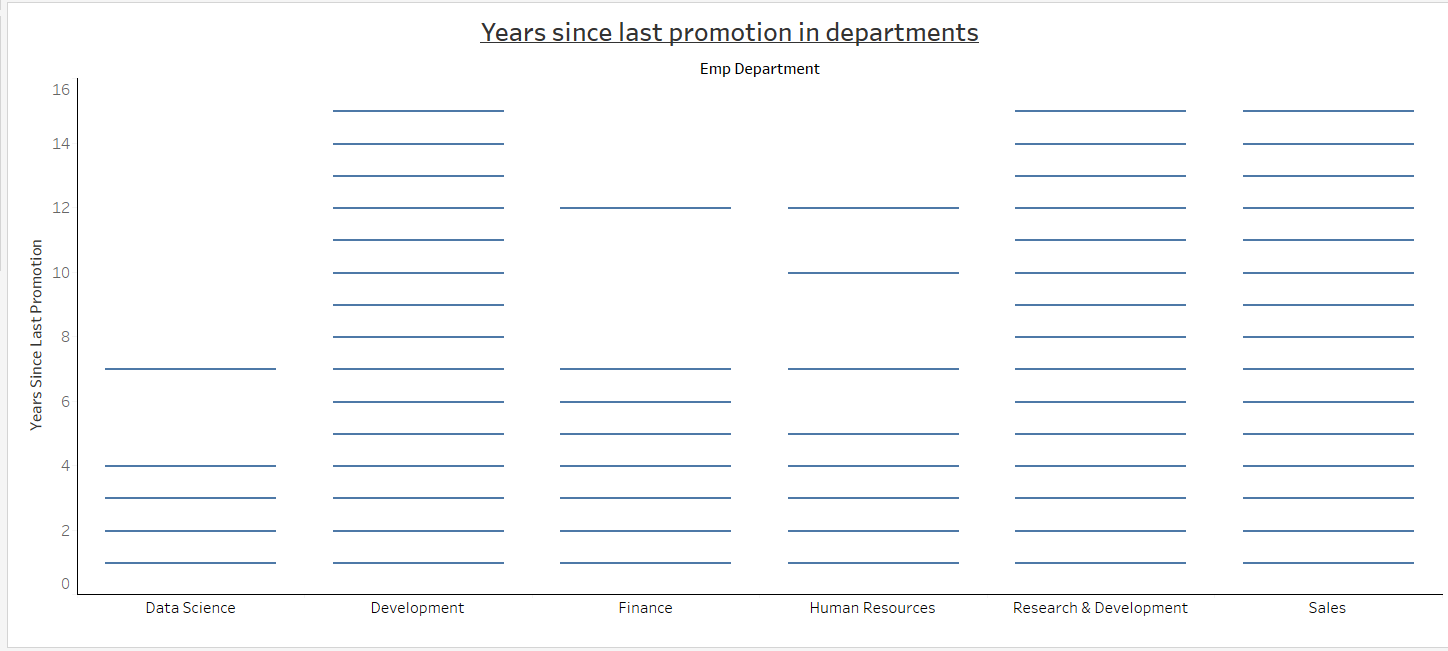 Years since last promotion in departments
Emp Department
Years Since Last Promotion
16
14
12
10
8
6
4
2
0
Data Science
Development
Finance
Human Resources
Research & Development
Sales